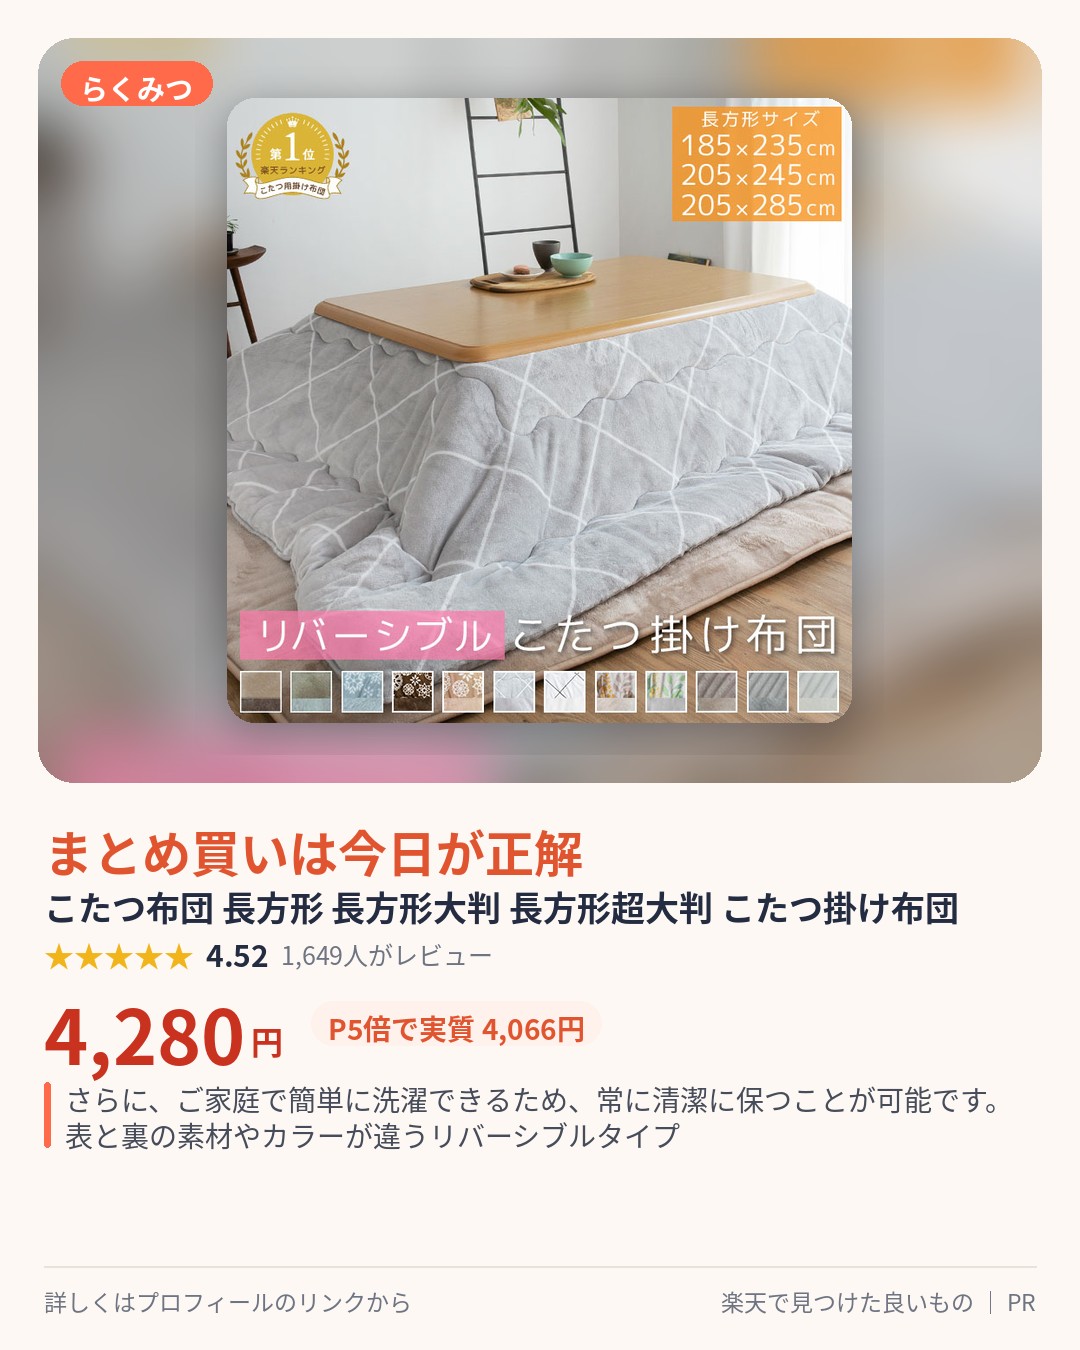 らくみつ
第1位
楽天ランキング
こたつ用掛け布団
長方形サイズ
185×235cm
205×245cm
205×285cm
リバーシブル こたつ掛け布団
まとめ買いは今日が正解
こたつ布団 長方形 長方形大判 長方形超大判 こたつ掛け布団
★★★★★ 4.52 1,649人がレビュー
4,280円 P5倍で実質 4,066円
さらに、ご家庭で簡単に洗濯できるため、常に清潔に保つことが可能です。
表と裏の素材やカラーが違うリバーシブルタイプ
詳しくはプロフィールのリンクから
楽天で見つけた良いもの｜PR